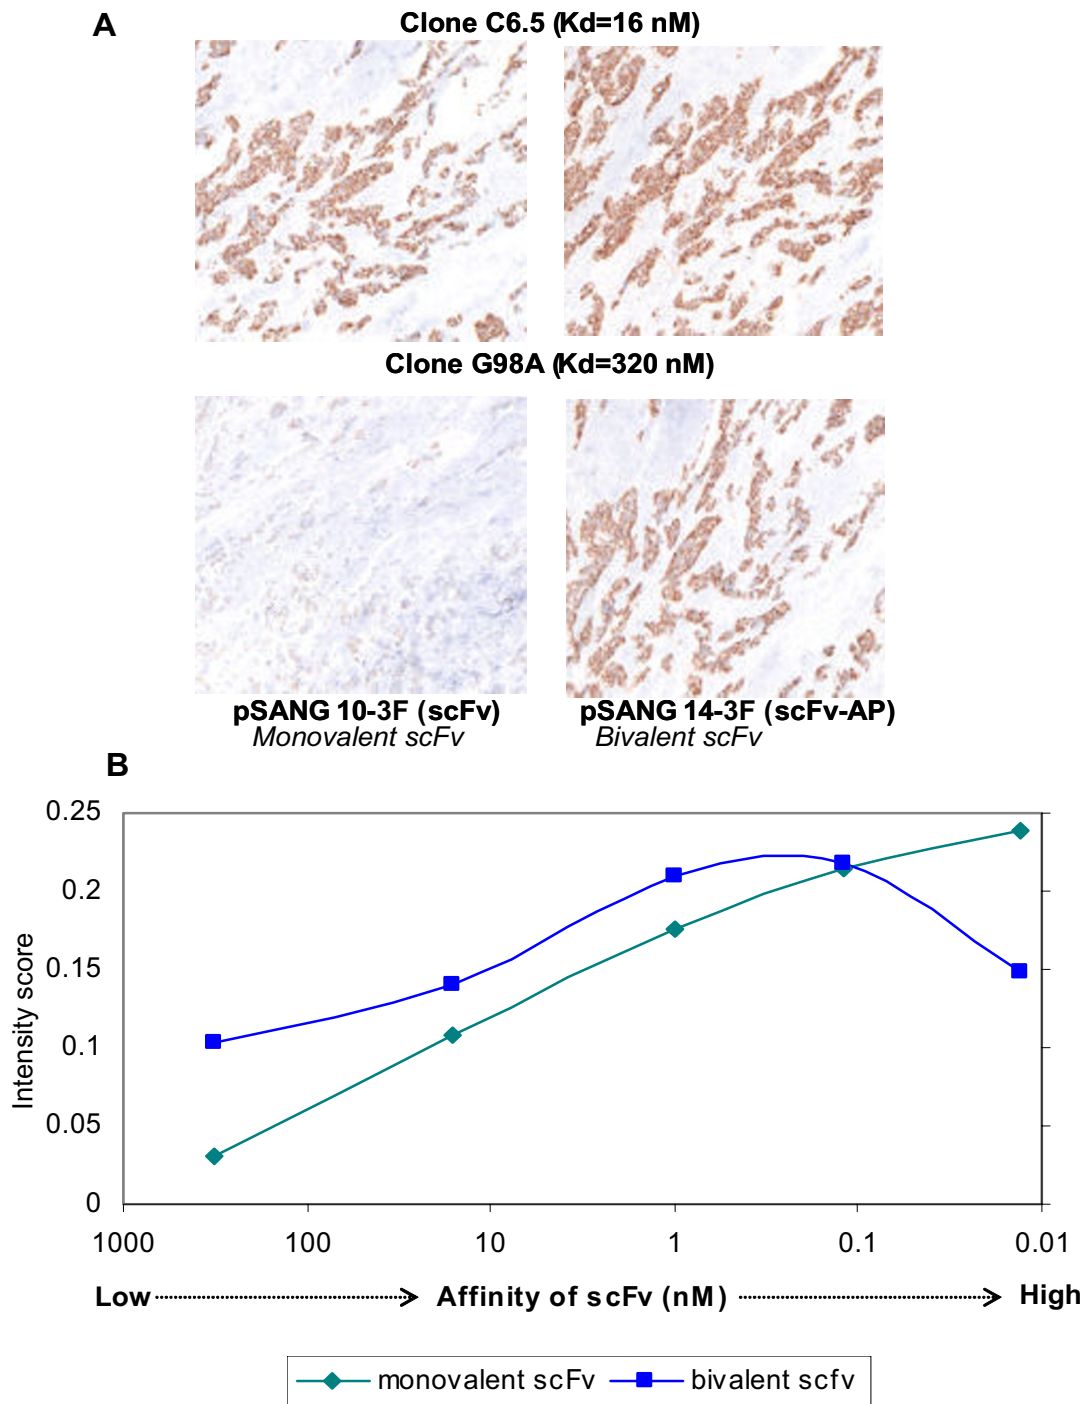 A
Clone C6.5 (Kd=16 nM)
Clone G98A (Kd=320 nM)
pSANG 10-3F (scFv)
Monovalent scFv
pSANG 14-3F (scFv-AP)
Bivalent scFv
B
Intensity score
0.25
0.2
0.15
0.1
0.05
0
1000 100 10 1 0.1 0.01
Low Affinity of scFv (nM) High
monovalent scFv bivalent scfv